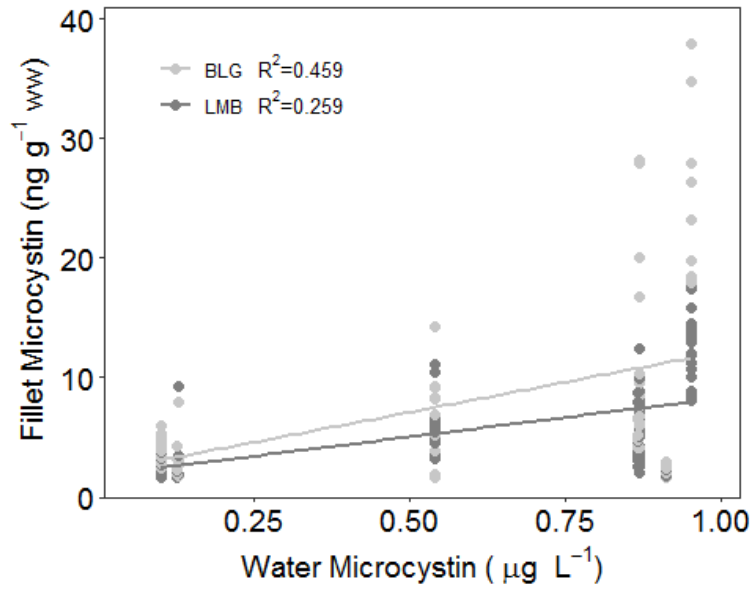 40
30
20
10
0
Fillet Microcystin (ng g⁻¹ ww)
BLG R²=0.459
LMB R²=0.259
0.25 0.50 0.75 1.00
Water Microcystin ( μg L⁻¹)